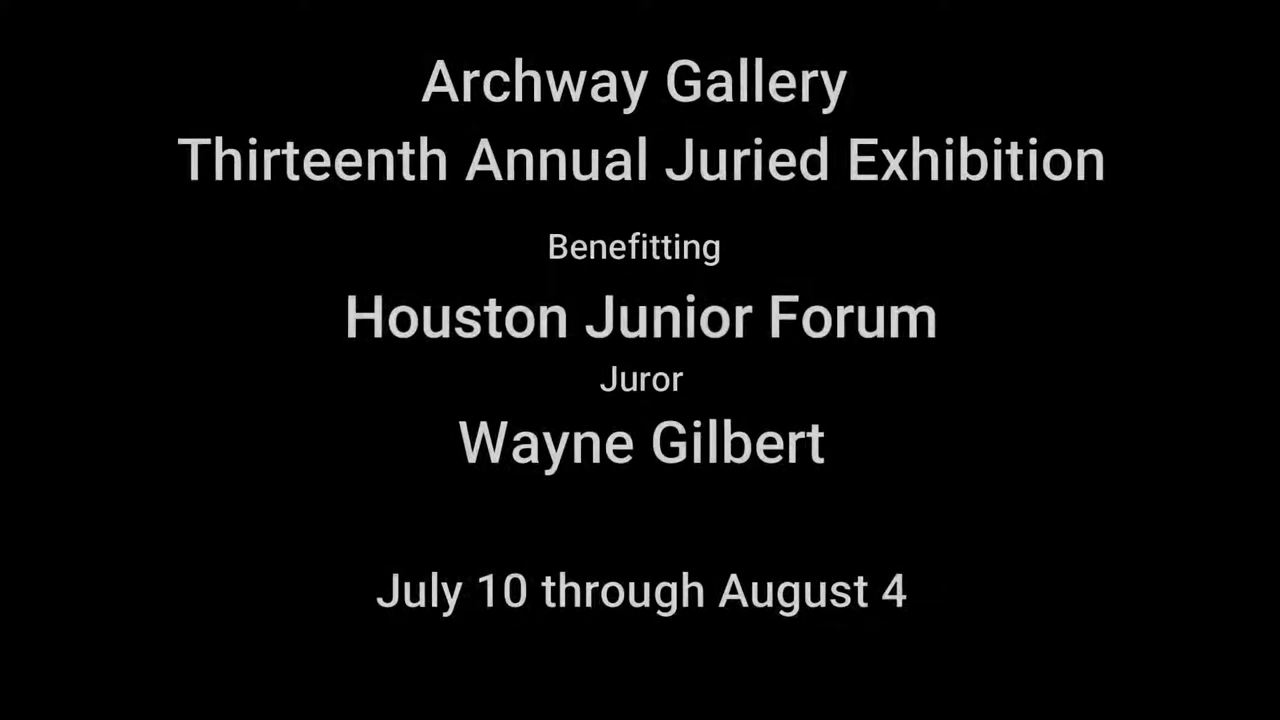 Archway Gallery
Thirteenth Annual Juried Exhibition
Benefitting
Houston Junior Forum
Juror
Wayne Gilbert
July 10 through August 4